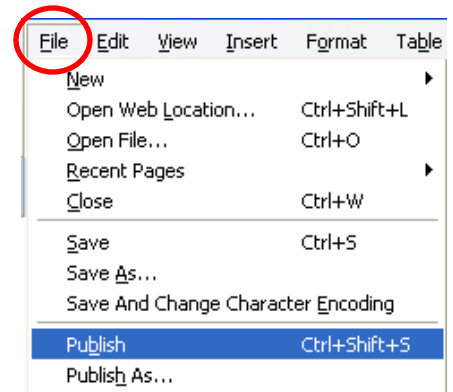 File Edit View Insert Format Table
New
Open Web Location... Ctrl+Shift+L
Open File... Ctrl+O
Recent Pages
Close Ctrl+W
Save Ctrl+S
Save As...
Save And Change Character Encoding
Publish Ctrl+Shift+S
Publish As...